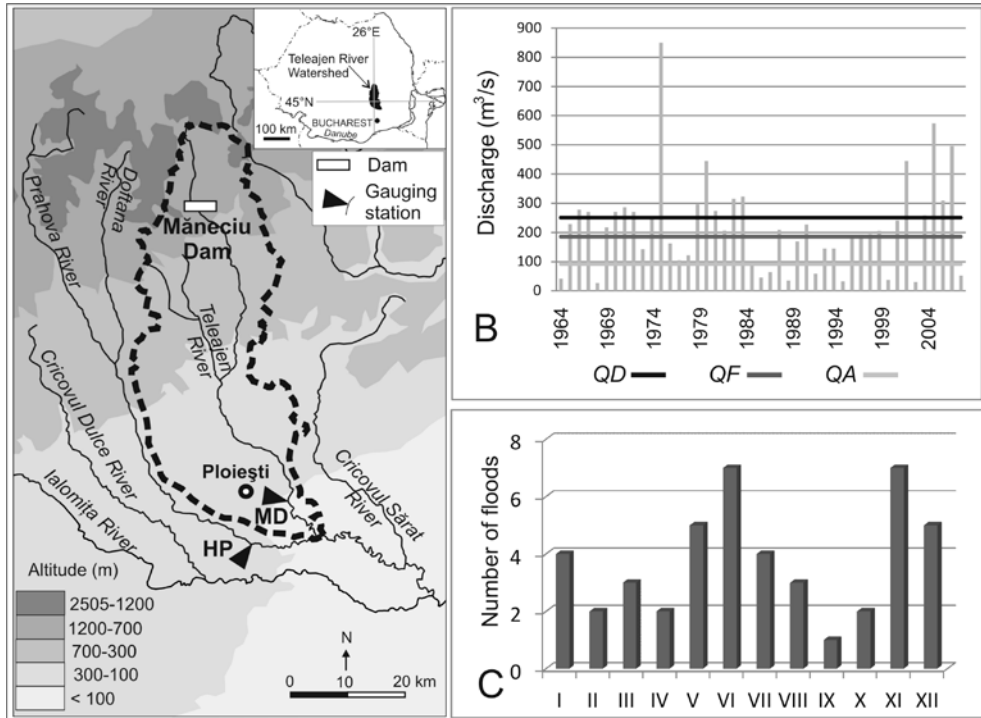 26°E
Teleajen River
Watershed
45°N
BUCHAREST
Danube
100 km
Dam
Gauging
station
Prahova River
Doftana
River
Măneciu
Dam
Teleajen
River
Cricovul Dulce River
Ialomița River
Ploiești
MD
HP
Cricovul Sărat
River
Altitude (m)
2505-1200
1200-700
700-300
300-100
< 100
N
0 10 20 km
B
Discharge (m³/s)
900
800
700
600
500
400
300
200
100
0
1964 1969 1974 1979 1984 1989 1994 1999 2004
QD QF QA
C
Number of floods
8
6
4
2
0
I II III IV V VI VII VIII IX X XI XII